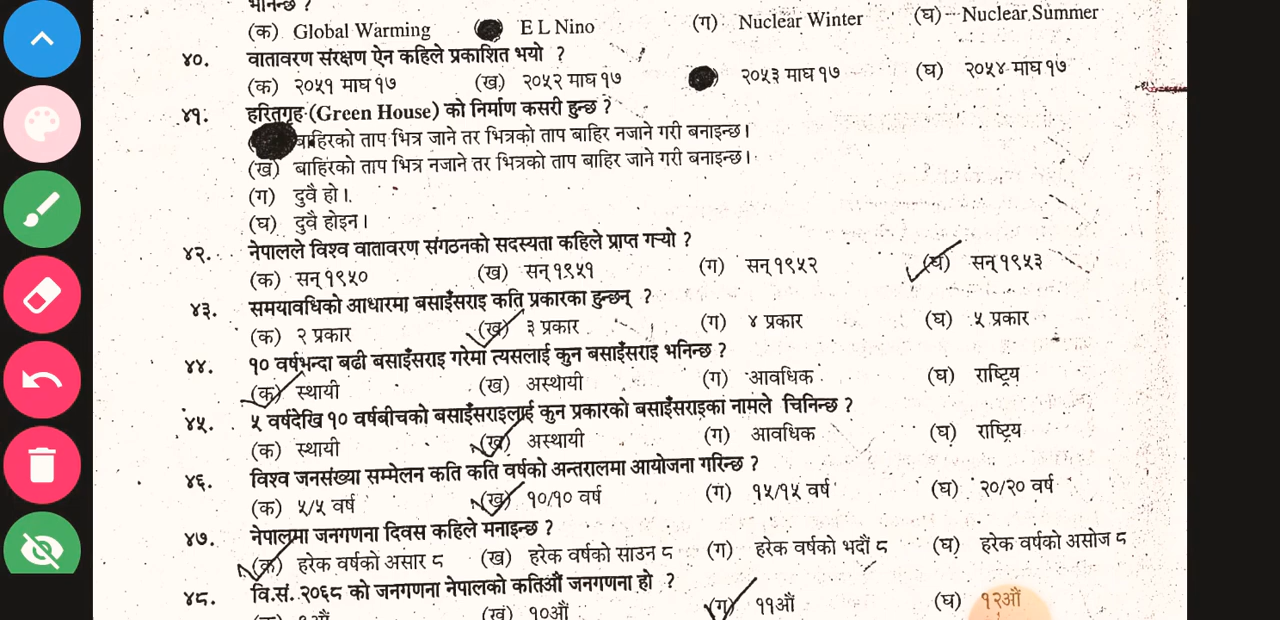 भनिन्छ ?
(क) Global Warming E L Nino (ग) Nuclear Winter (घ) Nuclear Summer
४०. वातावरण संरक्षण ऐन कहिले प्रकाशित भयो ?
(क) २०५१ माघ १७ (ख) २०५२ माघ १७ २०५३ माघ १७ (घ) २०५४ माघ १७
४१. हरितगृह (Green House) को निर्माण कसरी हुन्छ ?
बाहिरको ताप भित्र जाने तर भित्रको ताप बाहिर नजाने गरी बनाइन्छ।
(ख) बाहिरको ताप भित्र नजाने तर भित्रको ताप बाहिर जाने गरी बनाइन्छ।
(ग) दुवै हो।
(घ) दुवै होइन।
४२. नेपालले विश्व वातावरण संगठनको सदस्यता कहिले प्राप्त गऱ्यो ?
(क) सन् १९५० (ख) सन् १९५१ (ग) सन् १९५२ (घ) सन् १९५३
४३. समयावधिको आधारमा बसाइँसराइ कति प्रकारका हुन्छन् ?
(क) २ प्रकार (ख) ३ प्रकार (ग) ४ प्रकार (घ) ५ प्रकार
४४. १० वर्षभन्दा बढी बसाइँसराइ गरेमा त्यसलाई कुन बसाइँसराइ भनिन्छ ?
(क) स्थायी (ख) अस्थायी (ग) आवधिक (घ) राष्ट्रिय
४५. ५ वर्षदेखि १० वर्षबीचको बसाइँसराइलाई कुन प्रकारको बसाइँसराइका नामले चिनिन्छ ?
(क) स्थायी (ख) अस्थायी (ग) आवधिक (घ) राष्ट्रिय
४६. विश्व जनसंख्या सम्मेलन कति कति वर्षको अन्तरालमा आयोजना गरिन्छ ?
(क) ५/५ वर्ष (ख) १०/१० वर्ष (ग) १५/१५ वर्ष (घ) २०/२० वर्ष
४७. नेपालमा जनगणना दिवस कहिले मनाइन्छ ?
(क) हरेक वर्षको असार ८ (ख) हरेक वर्षको साउन ८ (ग) हरेक वर्षको भदौं ८ (घ) हरेक वर्षको असोज ८
४८. वि.सं. २०६८ को जनगणना नेपालको कतिऔं जनगणना हो ?
(ख) १०औं (ग) ११औं (घ) १२औं